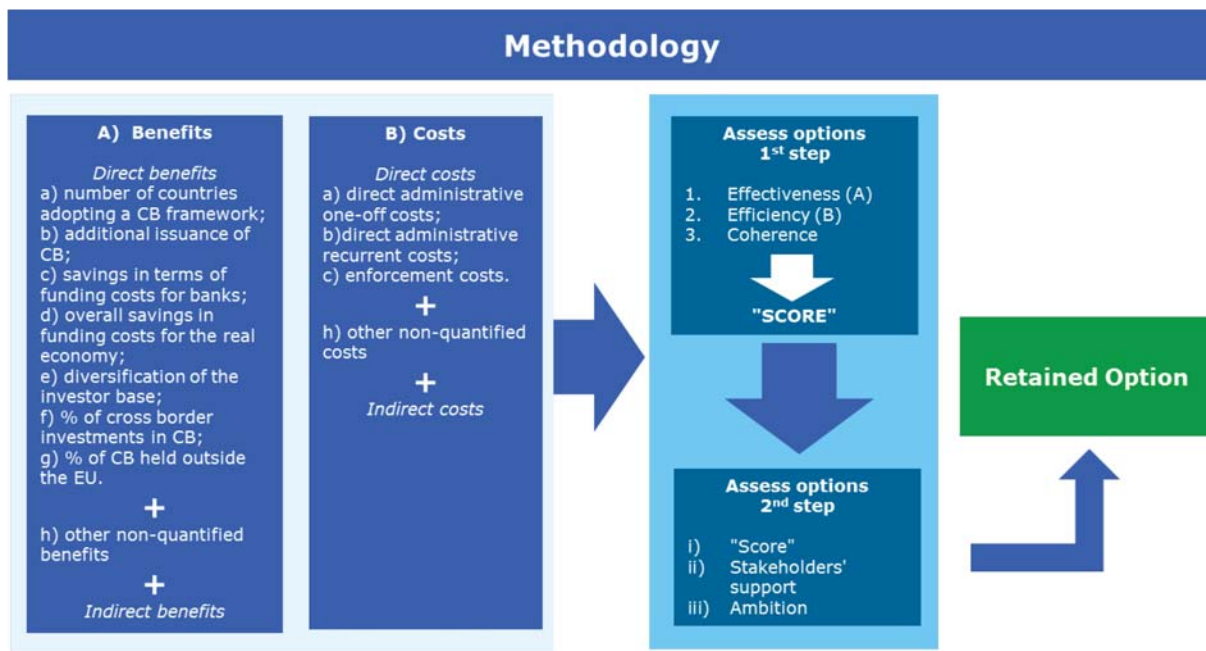 Methodology
A) Benefits
Direct benefits
a) number of countries
adopting a CB framework;
b) additional issuance of
CB;
c) savings in terms of
funding costs for banks;
d) overall savings in
funding costs for the real
economy;
e) diversification of the
investor base;
f) % of cross border
investments in CB;
g) % of CB held outside
the EU.
+
h) other non-quantified
benefits
+
Indirect benefits
B) Costs
Direct costs
a) direct administrative
one-off costs;
b)direct administrative
recurrent costs;
c) enforcement costs.
+
h) other non-quantified
costs
+
Indirect costs
Assess options
1st step
1. Effectiveness (A)
2. Efficiency (B)
3. Coherence
"SCORE"
Assess options
2nd step
i) "Score"
ii) Stakeholders'
support
iii) Ambition
Retained Option